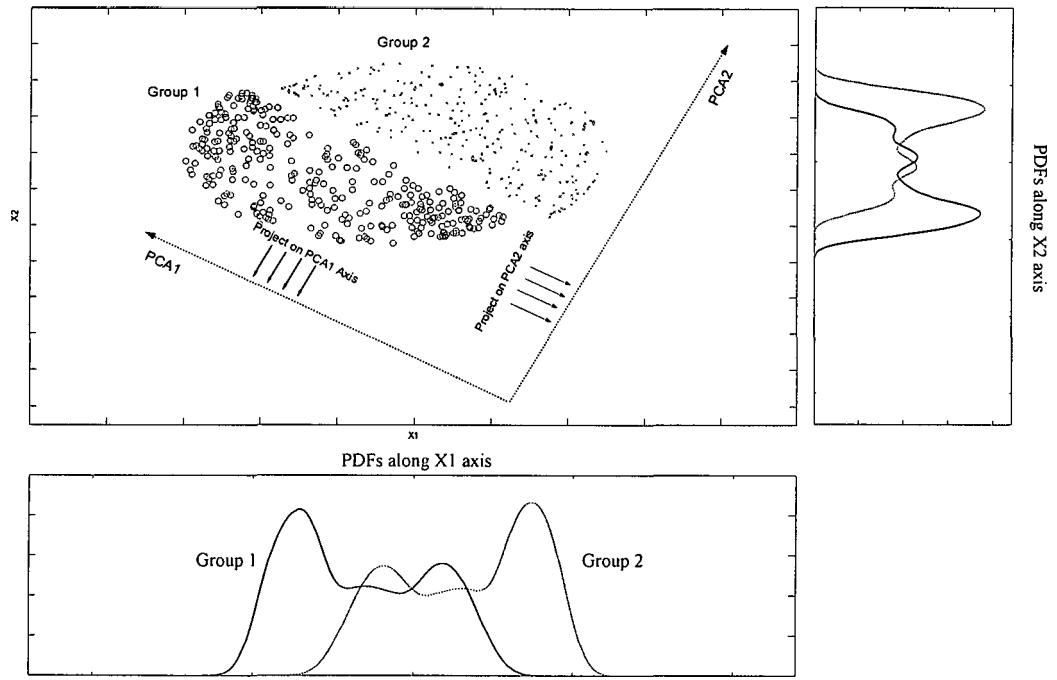 Group 2
Group 1
PCA2
X2
PDFs along X2 axis
PCA1
Project on PCA1 Axis
Project on PCA2 axis
X1
PDFs along X1 axis
Group 1
Group 2